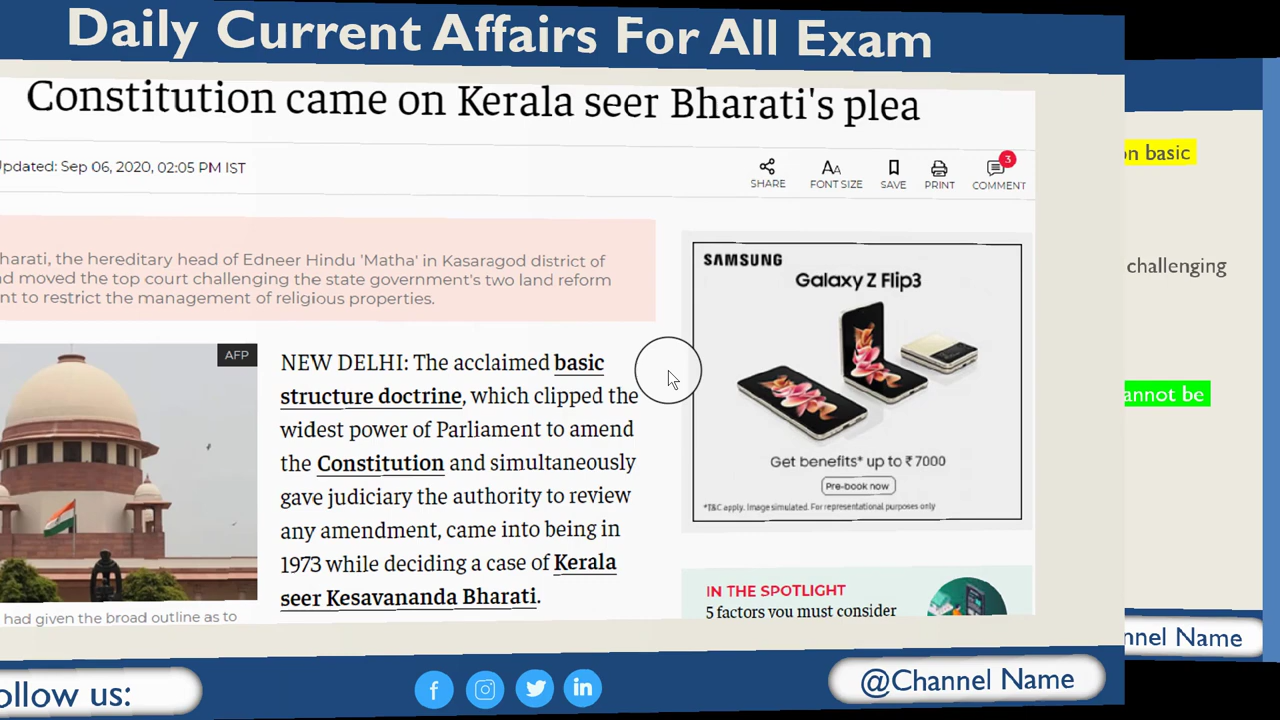 Daily Current Affairs For All Exam
Constitution came on Kerala seer Bharati's plea
Updated: Sep 06, 2020, 02:05 PM IST
SHARE
FONT SIZE
SAVE
PRINT
3
COMMENT
harati, the hereditary head of Edneer Hindu 'Matha' in Kasaragod district of
d moved the top court challenging the state government's two land reform
nt to restrict the management of religious properties.
AFP
NEW DELHI: The acclaimed basic
structure doctrine, which clipped the
widest power of Parliament to amend
the Constitution and simultaneously
gave judiciary the authority to review
any amendment, came into being in
1973 while deciding a case of Kerala
seer Kesavananda Bharati.
had given the broad outline as to
SAMSUNG
Galaxy Z Flip3
Get benefits* up to ₹ 7000
Pre-book now
*T&C apply. Image simulated. For representational purposes only
IN THE SPOTLIGHT
5 factors you must consider
on basic
challenging
annot be
ollow us:
@Channel Name
nnel Name